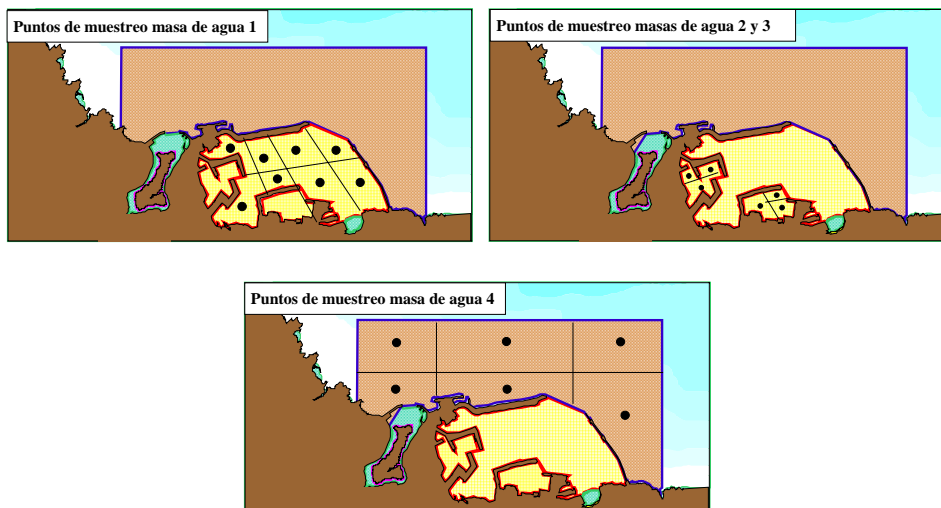 Puntos de muestreo masa de agua 1
Puntos de muestreo masas de agua 2 y 3
Puntos de muestreo masa de agua 4